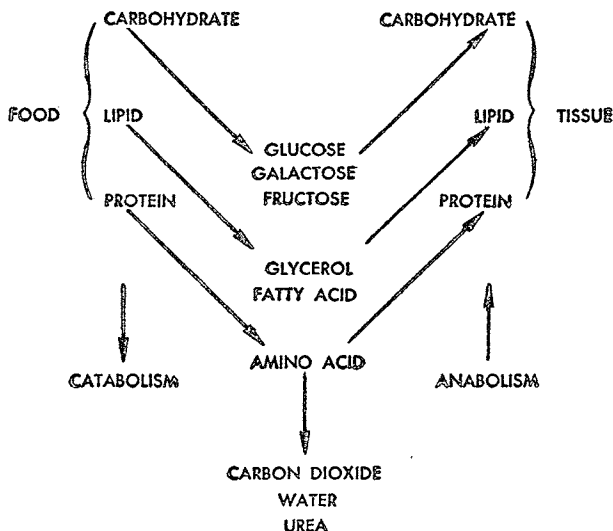 CARBOHYDRATE CARBOHYDRATE
FOOD LIPID LIPID TISSUE
GLUCOSE
GALACTOSE
FRUCTOSE
PROTEIN PROTEIN
GLYCEROL
FATTY ACID
AMINO ACID
CATABOLISM ANABOLISM
CARBON DIOXIDE
WATER
UREA